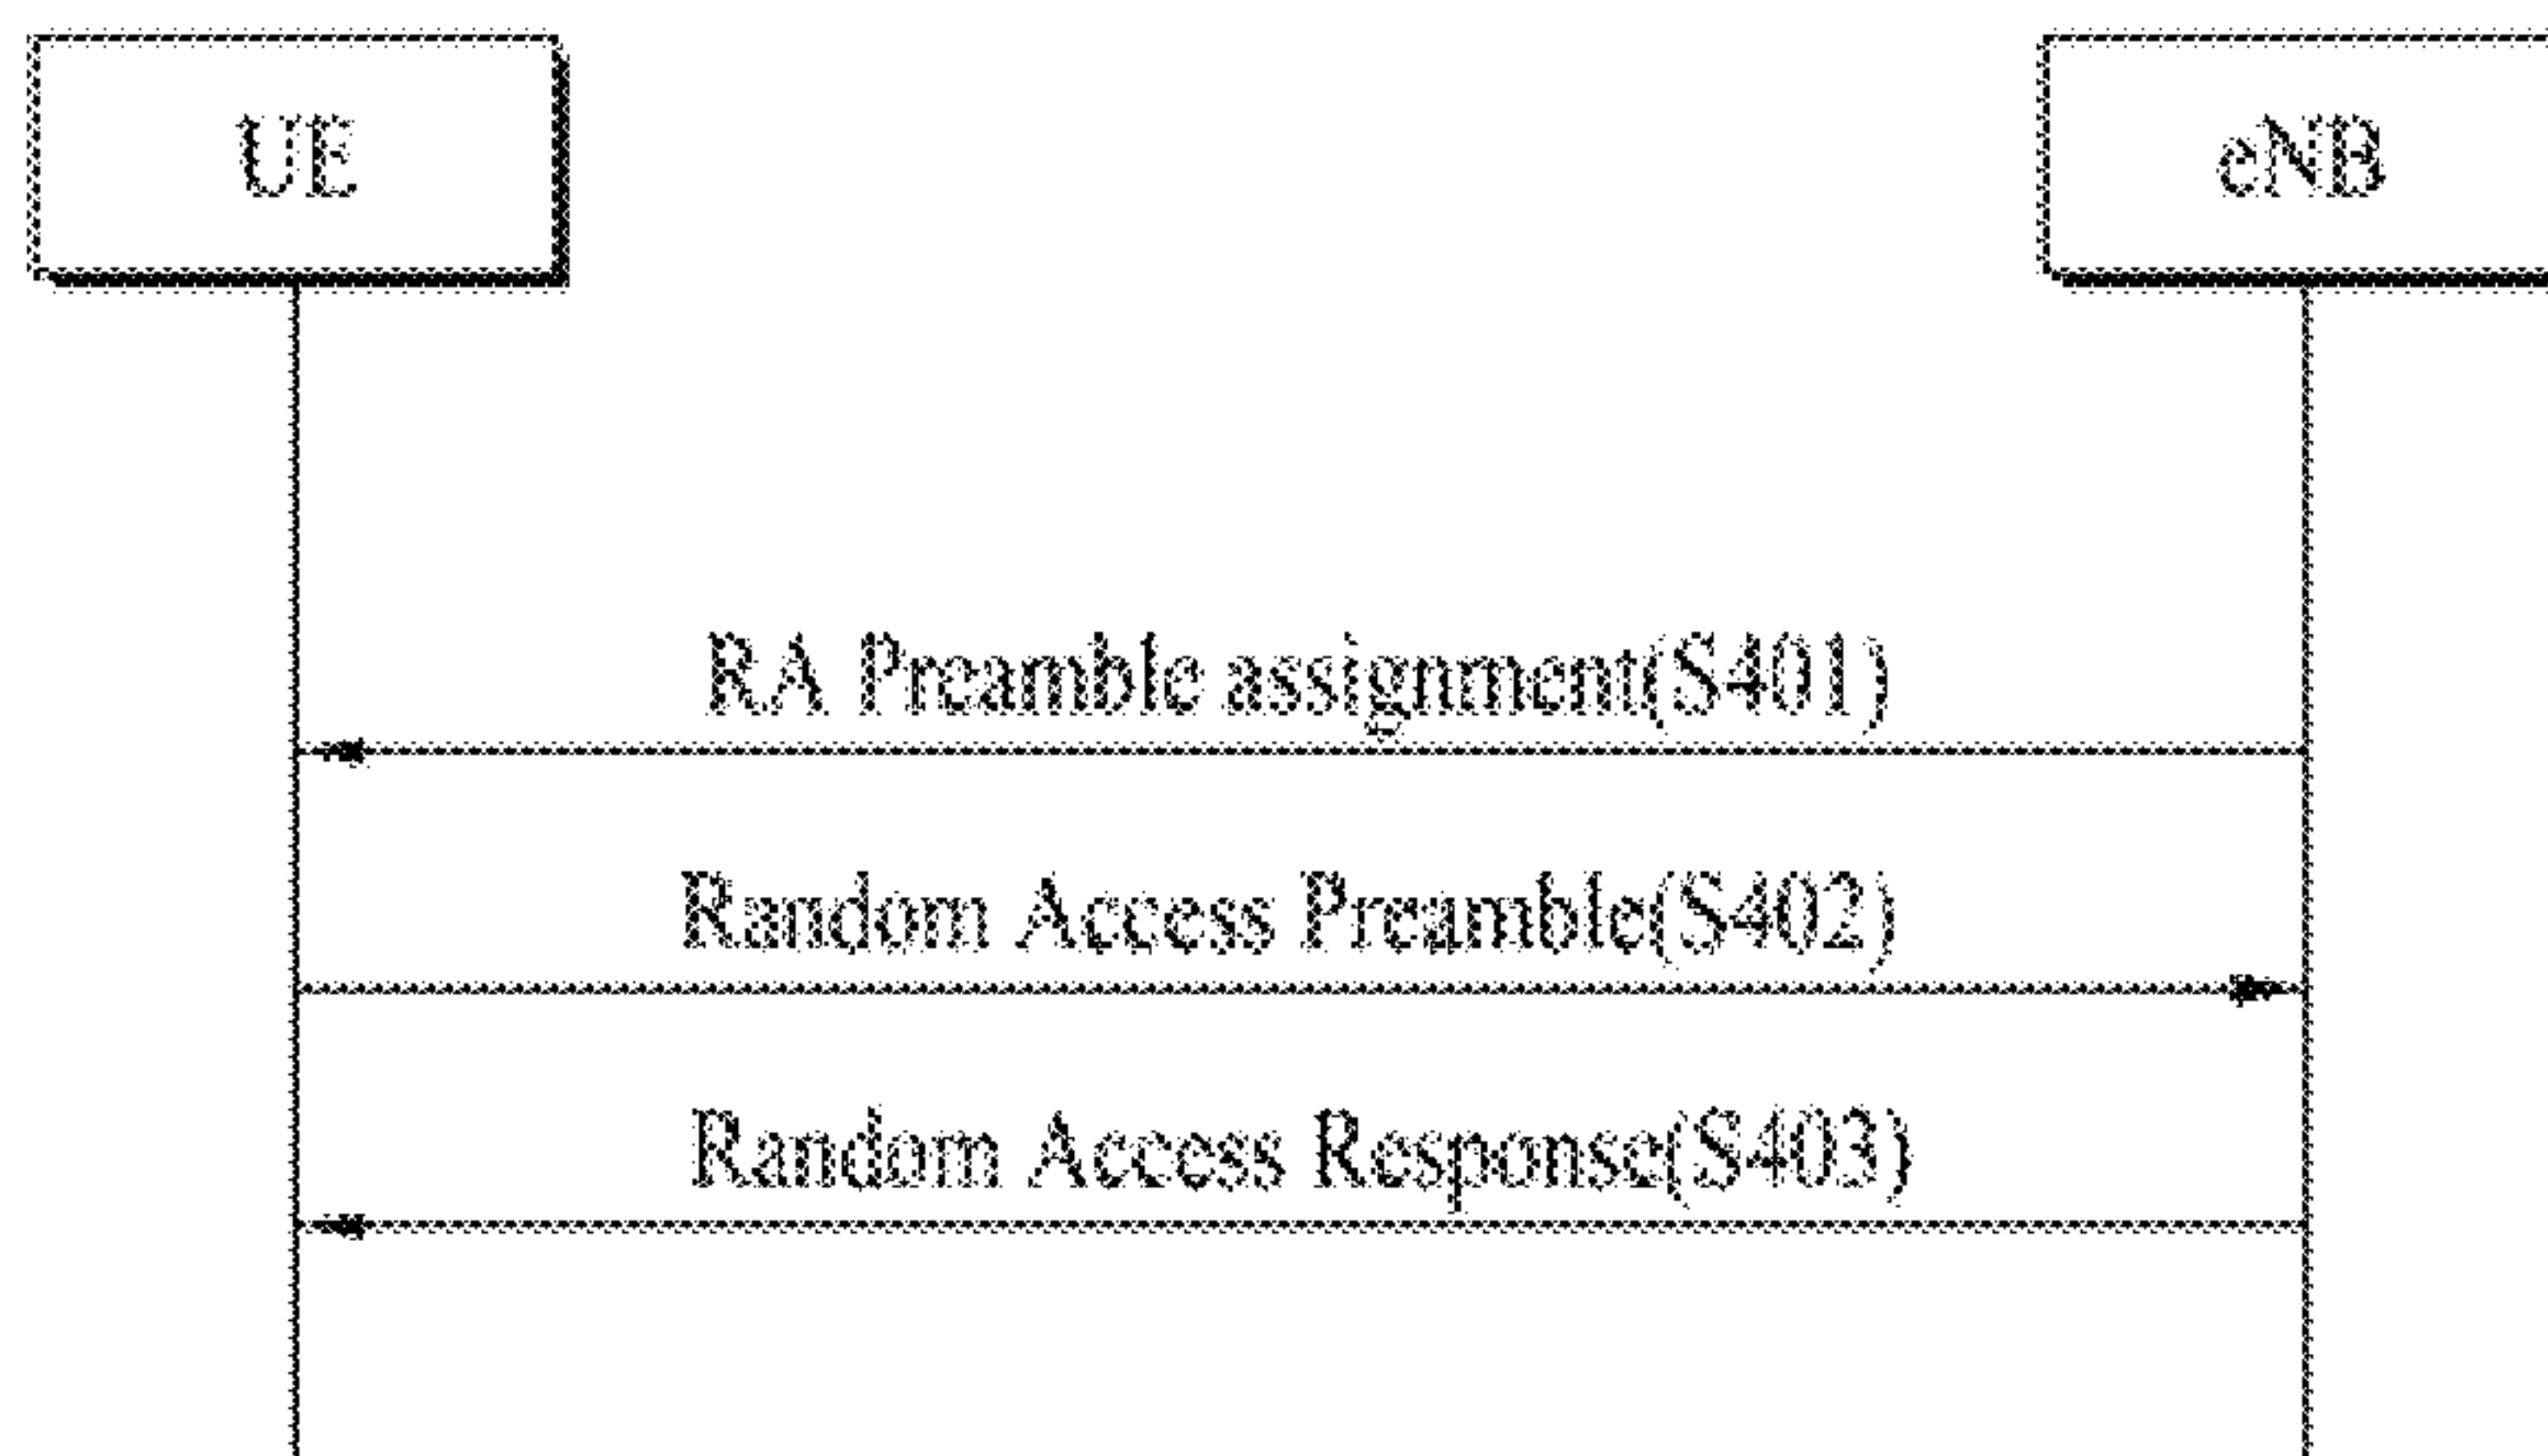 UE
eNB
RA Preamble assignment(S401)
Random Access Preamble(S402)
Random Access Response(S403)